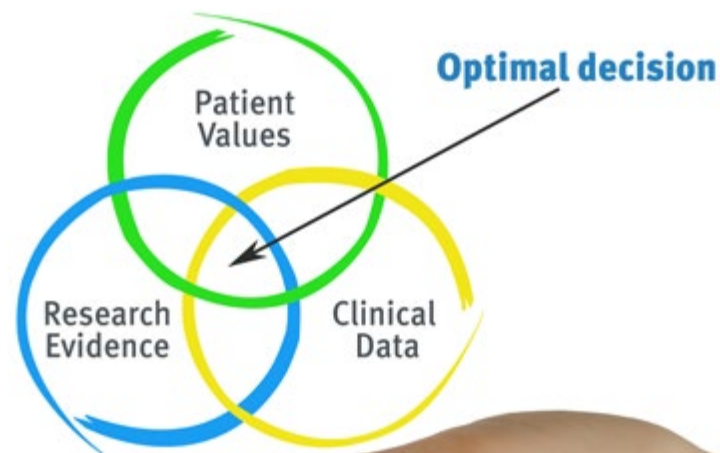 Optimal decision
Patient
Values
Research
Evidence
Clinical
Data